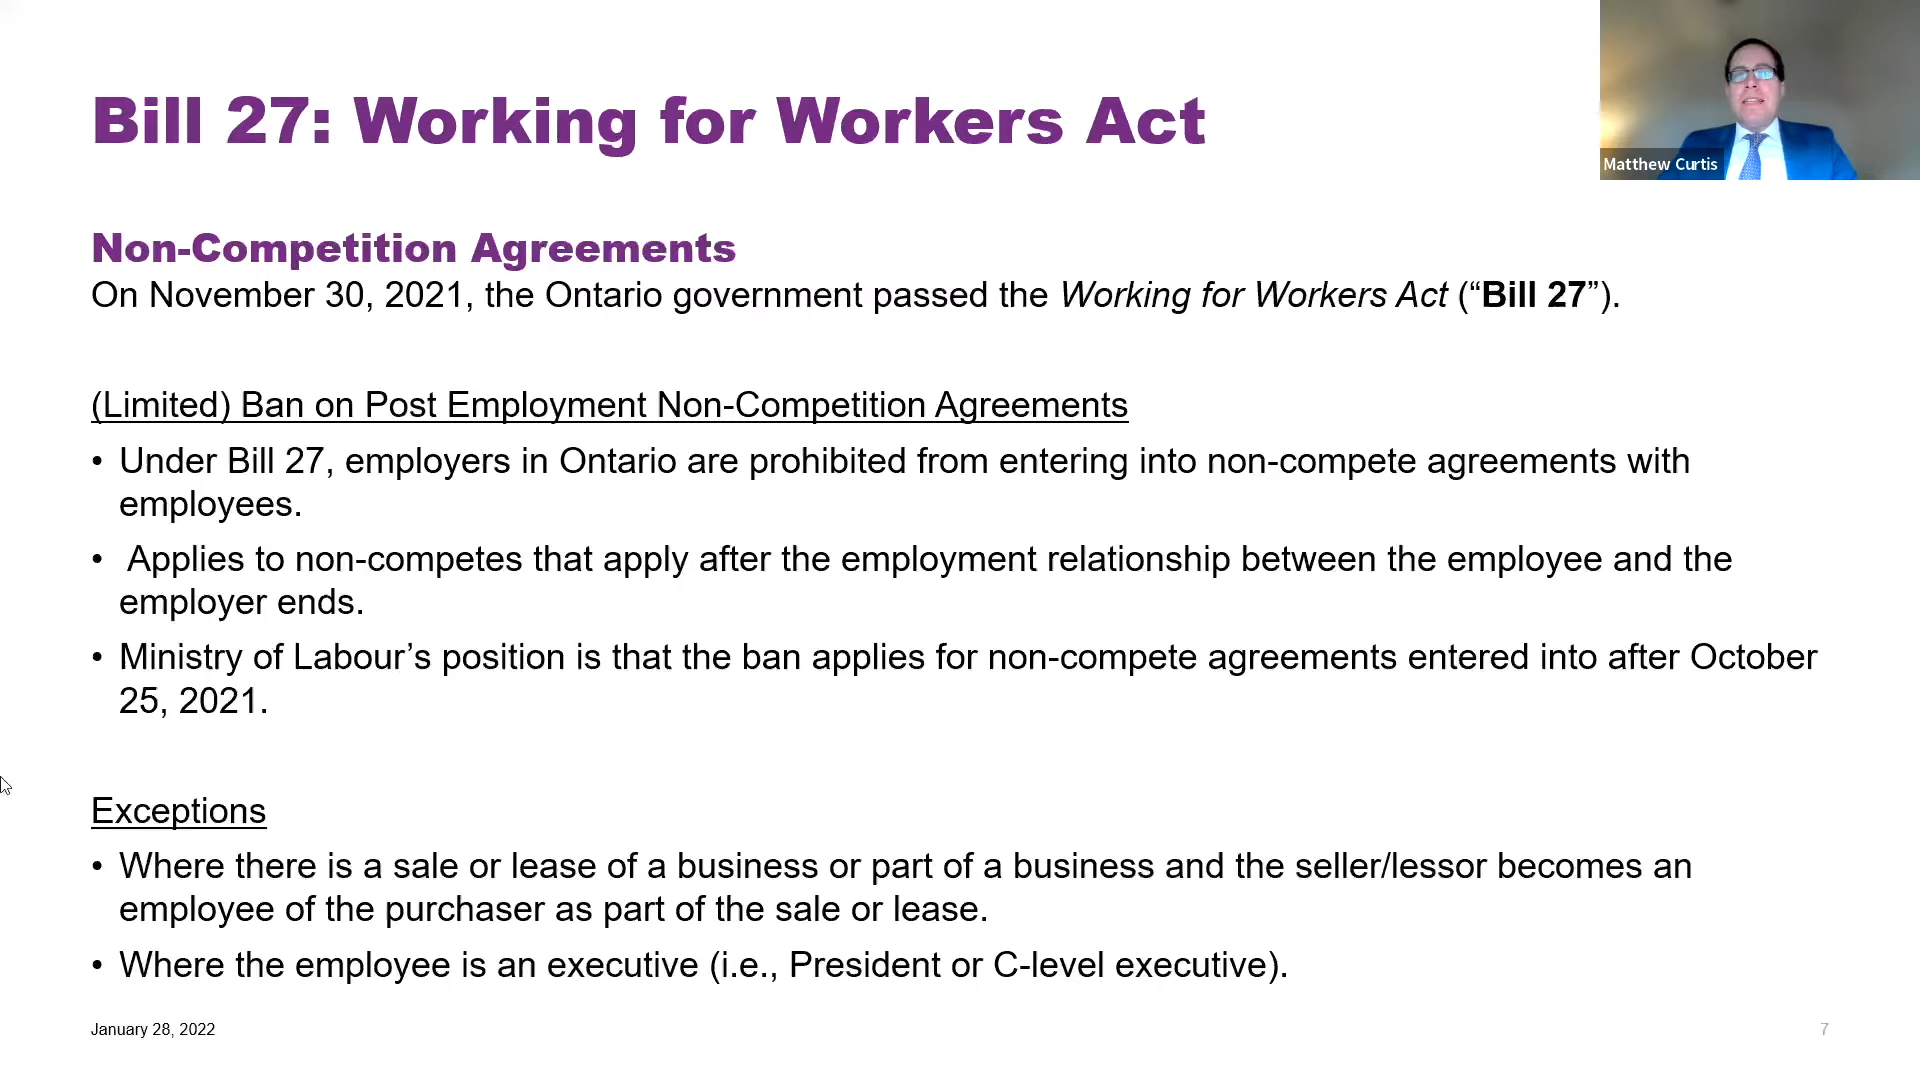 Bill 27: Working for Workers Act
Matthew Curtis
Non-Competition Agreements
On November 30, 2021, the Ontario government passed the Working for Workers Act (“Bill 27”).
(Limited) Ban on Post Employment Non-Competition Agreements
• Under Bill 27, employers in Ontario are prohibited from entering into non-compete agreements with
employees.
• Applies to non-competes that apply after the employment relationship between the employee and the
employer ends.
• Ministry of Labour’s position is that the ban applies for non-compete agreements entered into after October
25, 2021.
Exceptions
• Where there is a sale or lease of a business or part of a business and the seller/lessor becomes an
employee of the purchaser as part of the sale or lease.
• Where the employee is an executive (i.e., President or C-level executive).
January 28, 2022
7